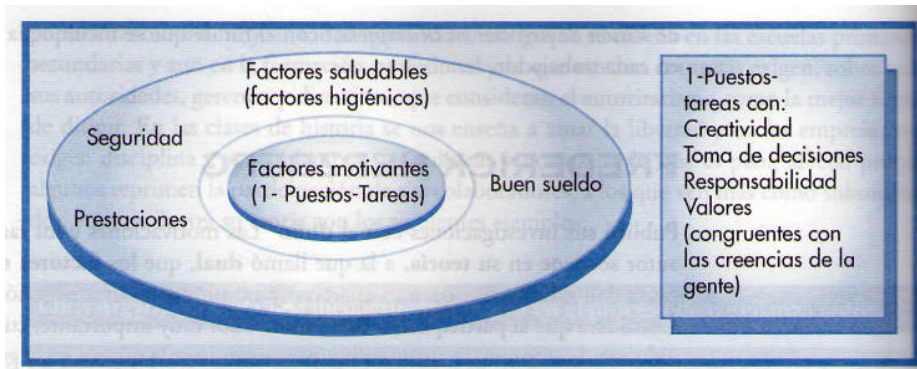 Factores saludables
(factores higiénicos)
Seguridad
Factores motivantes
(1- Puestos-Tareas)
Buen sueldo
Prestaciones
1-Puestos-
tareas con:
Creatividad
Toma de decisiones
Responsabilidad
Valores
(congruentes con
las creencias de la
gente)